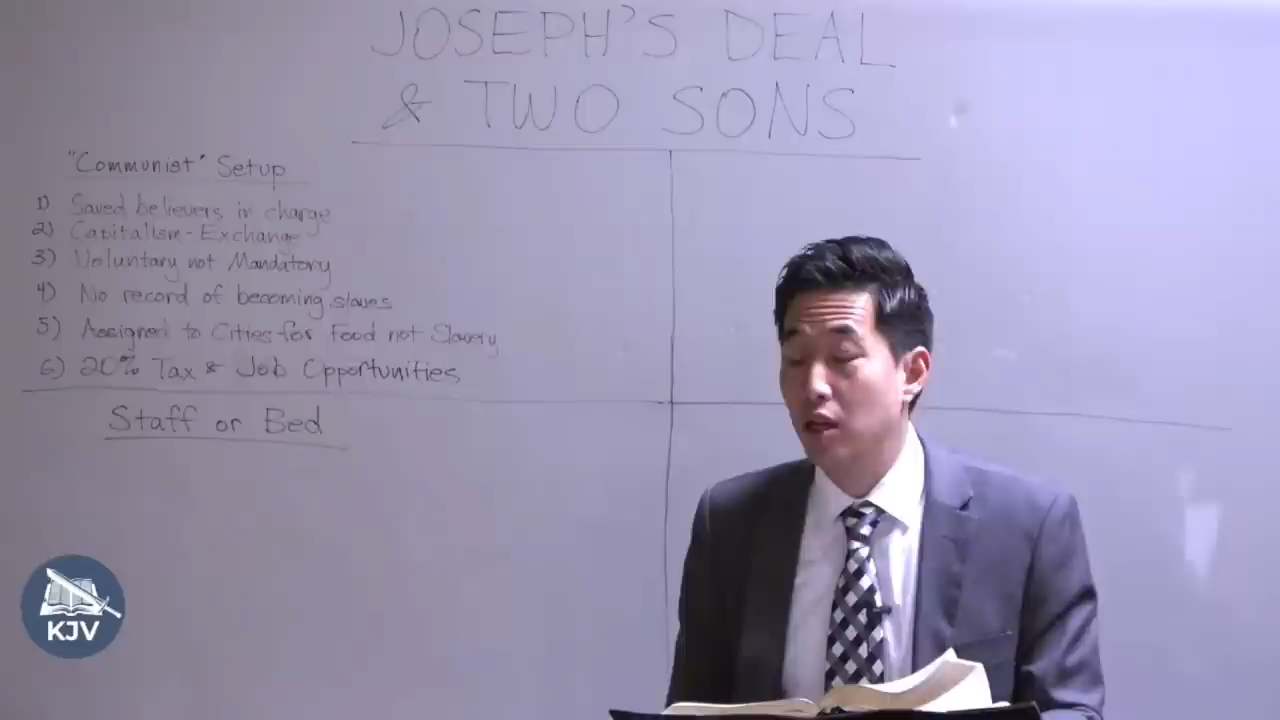 JOSEPH'S DEAL
& TWO SONS
"Communist" Setup
1) Saved believers in charge
2) Capitalism-Exchange
3) Voluntary not Mandatory
4) No record of becoming slaves
5) Assigned to Cities for Food not Slavery
6) 20% Tax & Job Opportunities
Staff or Bed
KJV